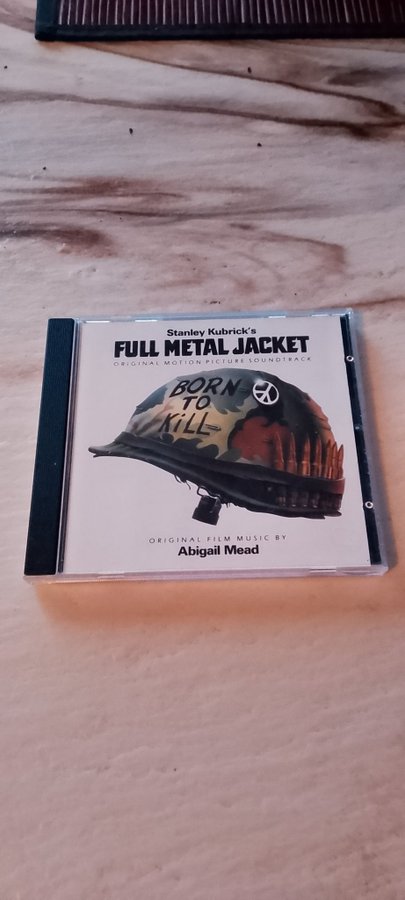 Stanley Kubrick's
FULL METAL JACKET
ORIGINAL MOTION PICTURE SOUNDTRACK
BORN
TO
KiLL
ORIGINAL FILM MUSIC BY
Abigail Mead